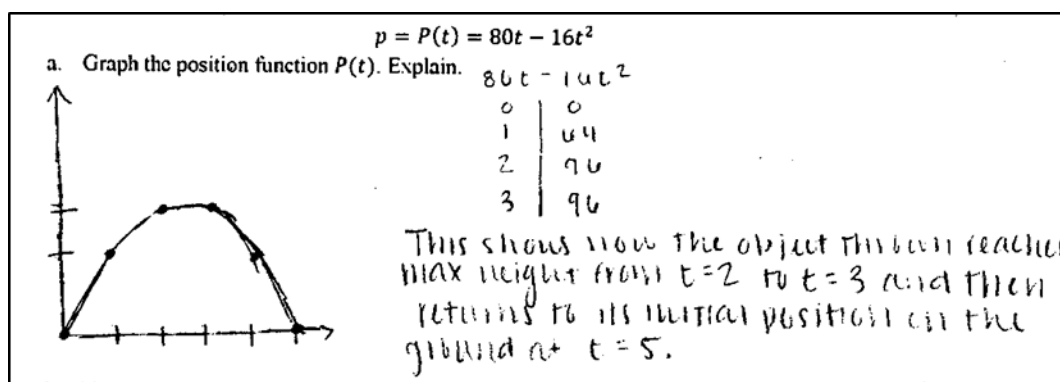 p = P(t) = 80t − 16t²
a. Graph the position function P(t). Explain.
80t - 16t²
0 | 0
1 | 64
2 | 96
3 | 96
This shows how the object thrown reaches
max height from t=2 to t=3 and then
returns to its initial position on the
ground at t=5.